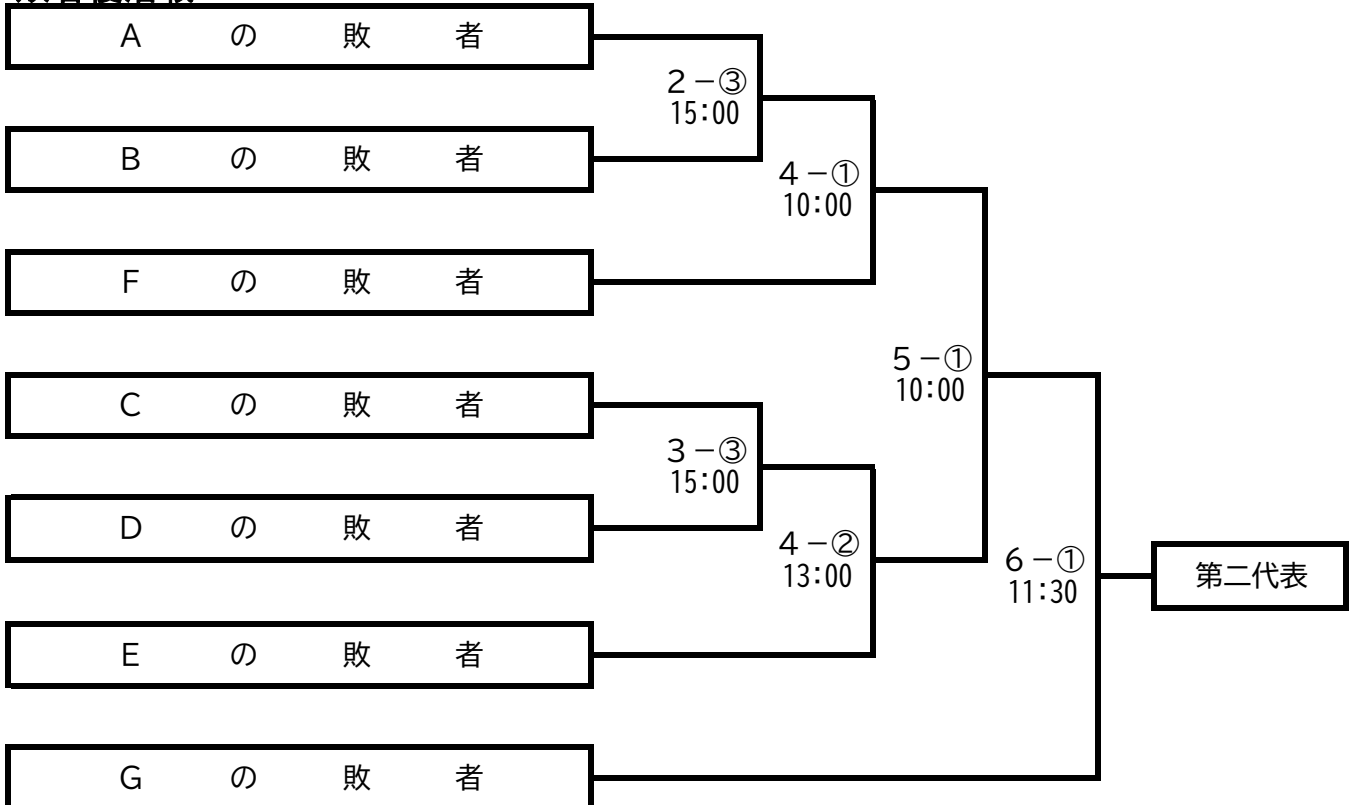 Ａ の 敗 者
２－③
15:00
Ｂ の 敗 者
４－①
10:00
Ｆ の 敗 者
５－①
10:00
Ｃ の 敗 者
３－③
15:00
Ｄ の 敗 者
４－②
13:00
６－①
11:30
第二代表
Ｅ の 敗 者
Ｇ の 敗 者